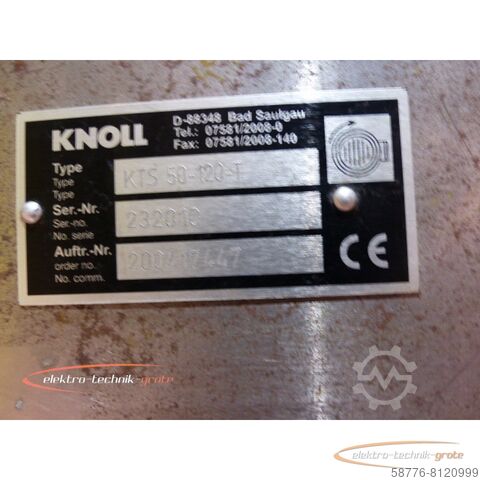 KNOLL
D-88348 Bad Saulgau
Tel.: 07581/2008-0
Fax: 07581/2008-140
Type
Type
Type
KTS 50-120-T
Ser.-Nr.
Ser.-no.
No. serie
232010
Auftr.-Nr.
order no.
No. comm.
CE
elektro-technik-grote
elektro-technik-grote
58776-8120999